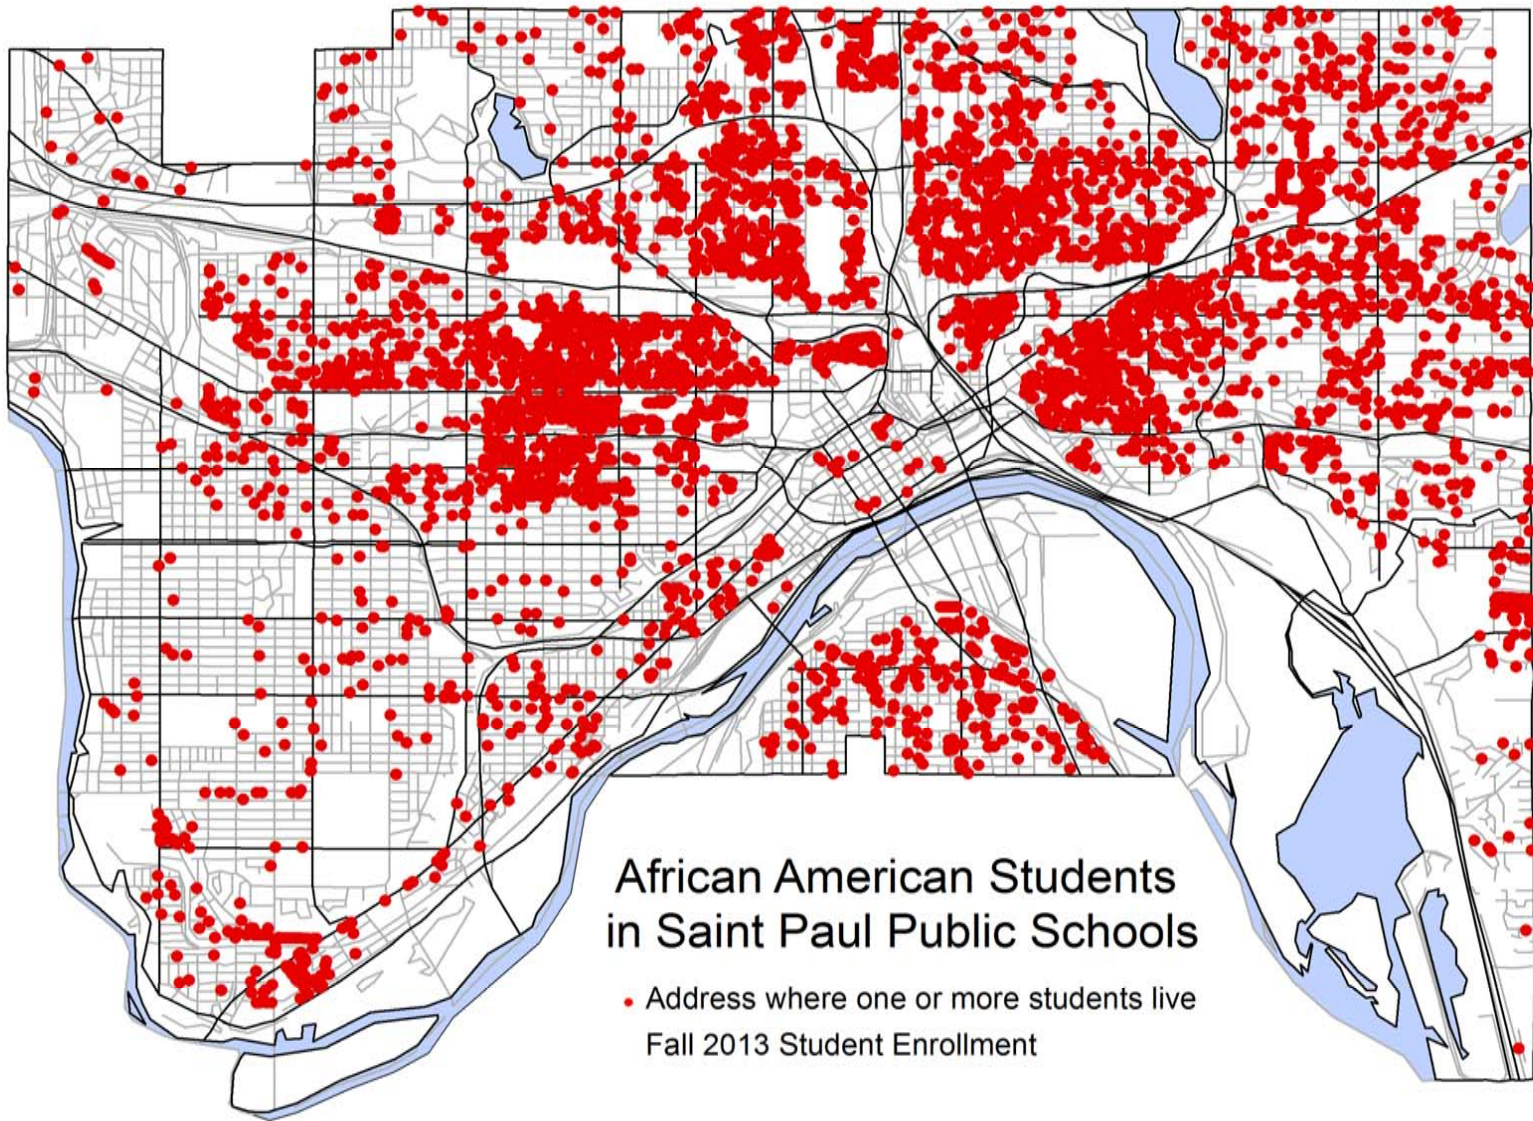 African American Students
in Saint Paul Public Schools
Address where one or more students live
Fall 2013 Student Enrollment